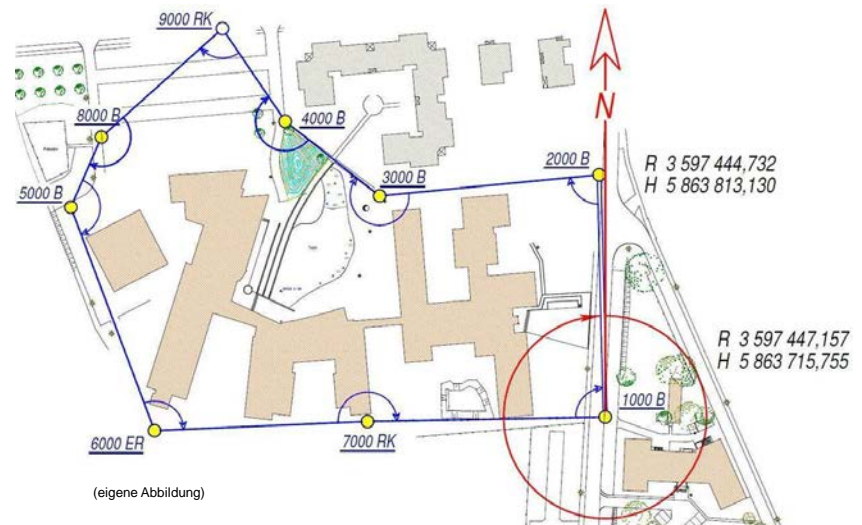 9000 RK
8000 B
4000 B
N
2000 B
R 3 597 444,732
H 5 863 813,130
3000 B
5000 B
R 3 597 447,157
H 5 863 715,755
1000 B
6000 ER
7000 RK
(eigene Abbildung)